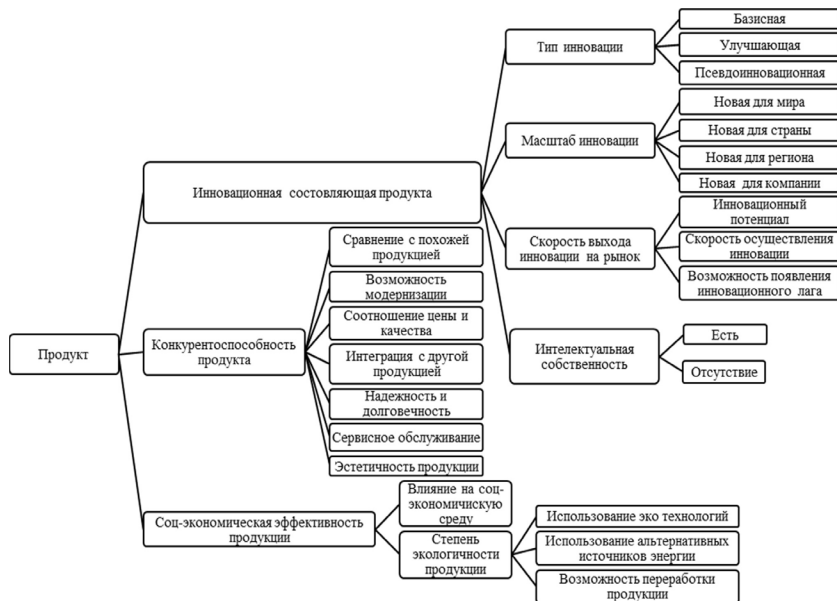 Продукт
Инновационная состовляющая продукта
Тип инновации
Базисная
Улучшающая
Псевдоинновационная
Масштаб инновации
Новая для мира
Новая для страны
Новая для региона
Новая для компании
Скорость выхода
инновации на рынок
Инновационный
потенциал
Скорость осуществления
инновации
Возможность появления
инновационного лага
Интелектуальная
собственность
Есть
Отсутствие
Конкурентоспособность
продукта
Сравнение с похожей
продукцией
Возможность
модернизации
Соотношение цены и
качества
Интеграция с другой
продукцией
Надежность и
долговечность
Сервисное обслуживание
Эстетичность продукции
Соц-экономическая эффективность
продукции
Влияние на соц-
экономичискую
среду
Степень
экологичности
продукции
Использование эко технологий
Использование альтернативных
источников энергии
Возможность переработки
продукции